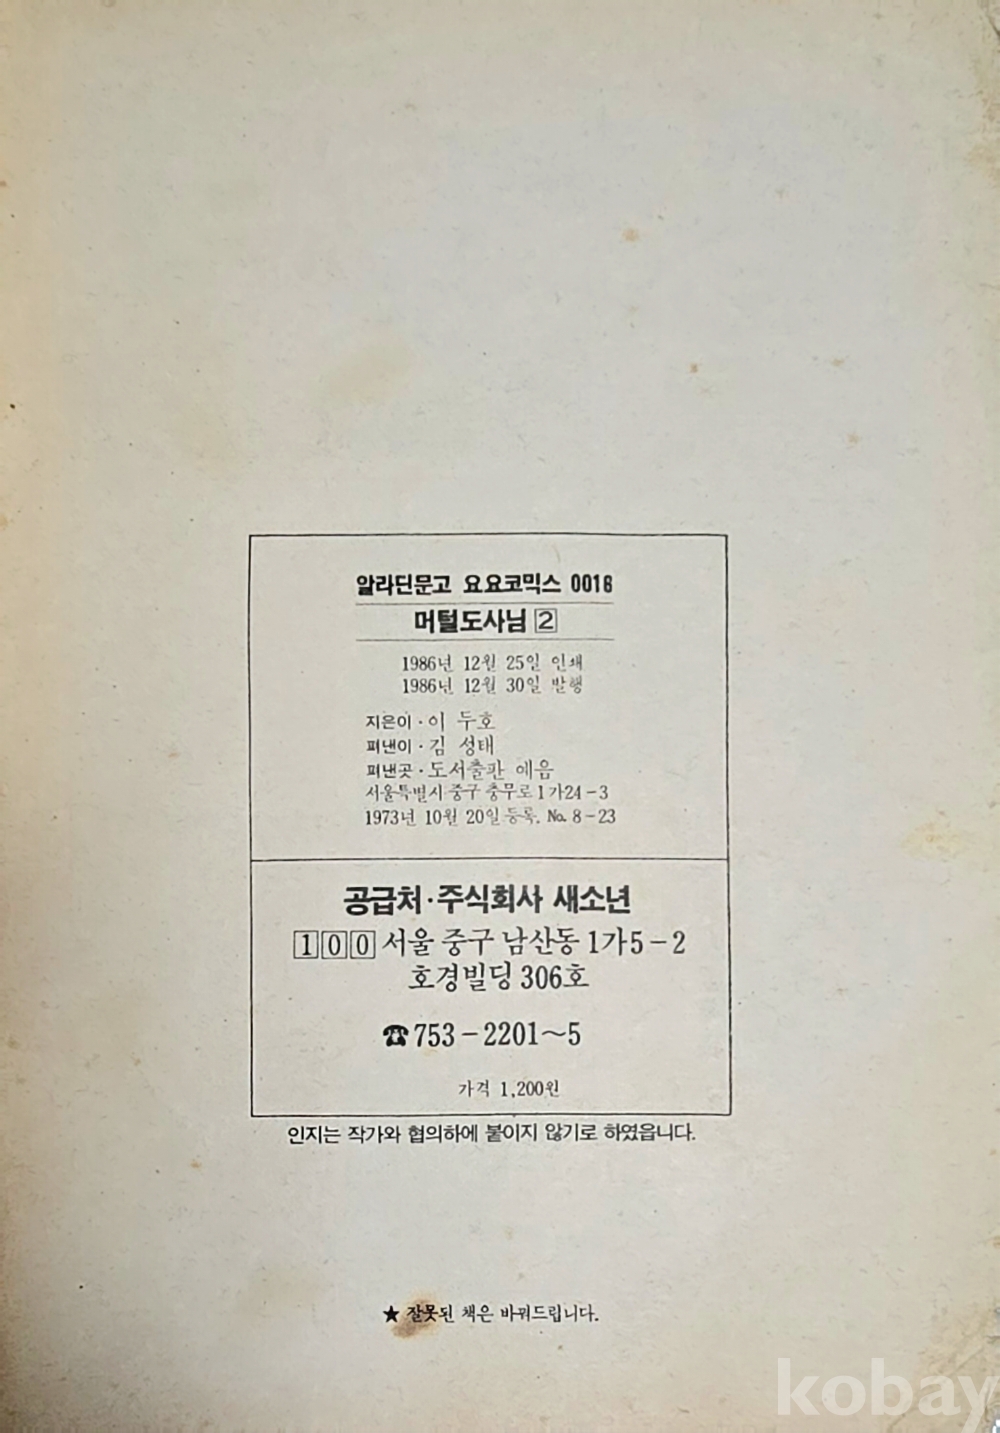 알라딘문고 요요코믹스 0016
머털도사님 2
1986년 12월 25일 인쇄
1986년 12월 30일 발행
지은이·이 두호
펴낸이·김 성태
펴낸곳·도서출판 예음
서울특별시 중구 충무로 1가24-3
1973년 10월 20일 등록. No. 8-23
공급처·주식회사 새소년
100 서울 중구 남산동 1가5-2
호경빌딩 306호
☎753-2201~5
가격 1,200원
인지는 작가와 협의하에 붙이지 않기로 하였읍니다.
★ 잘못된 책은 바꿔드립니다.
kobay